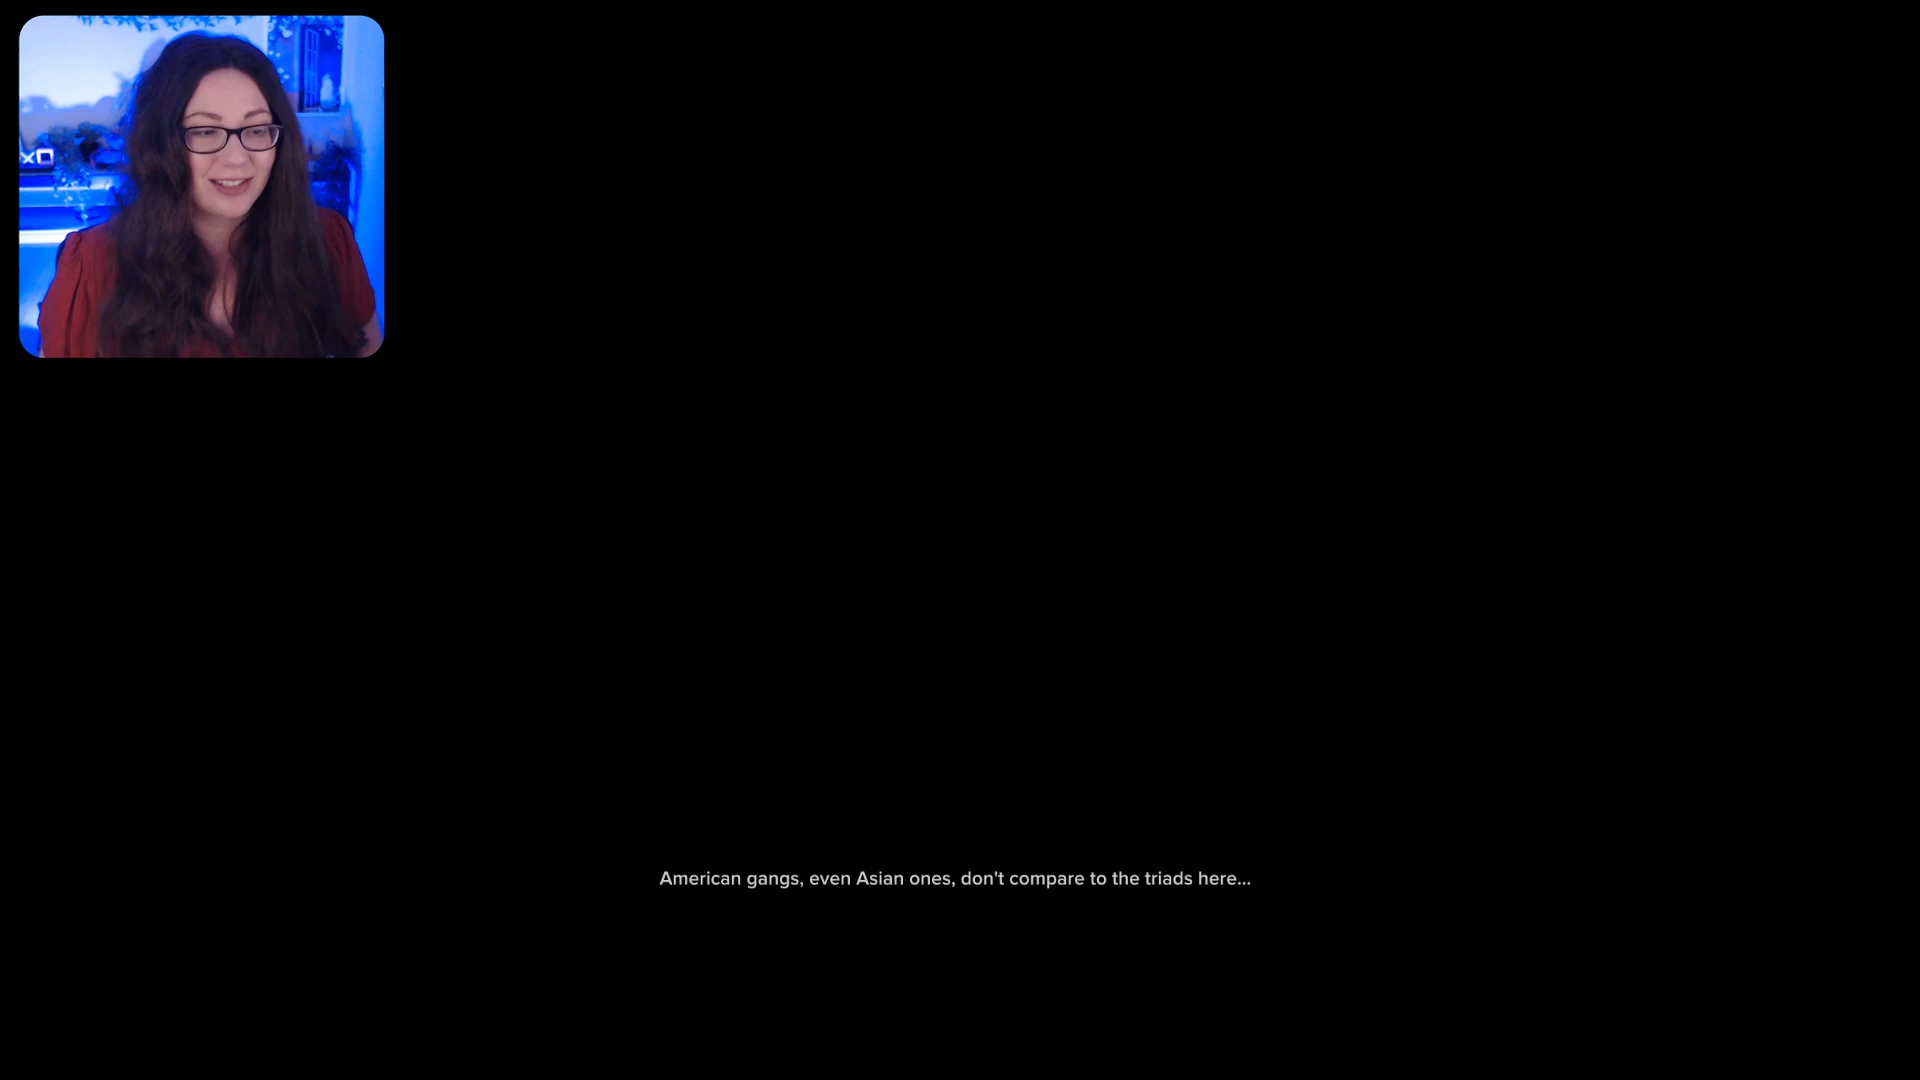 American gangs, even Asian ones, don't compare to the triads here...